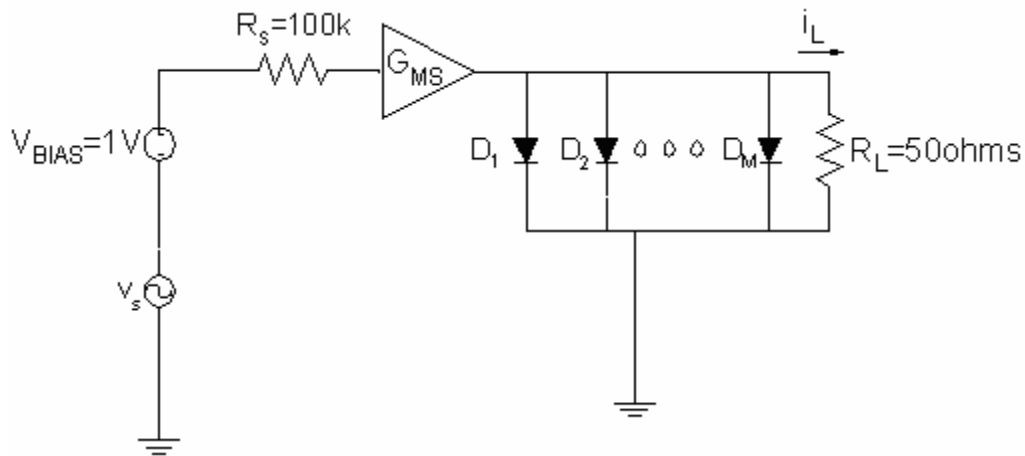 R_s=100k
i_L
G_MS
V_BIAS=1V
D_1
D_2
D_M
R_L=50ohms
v_s